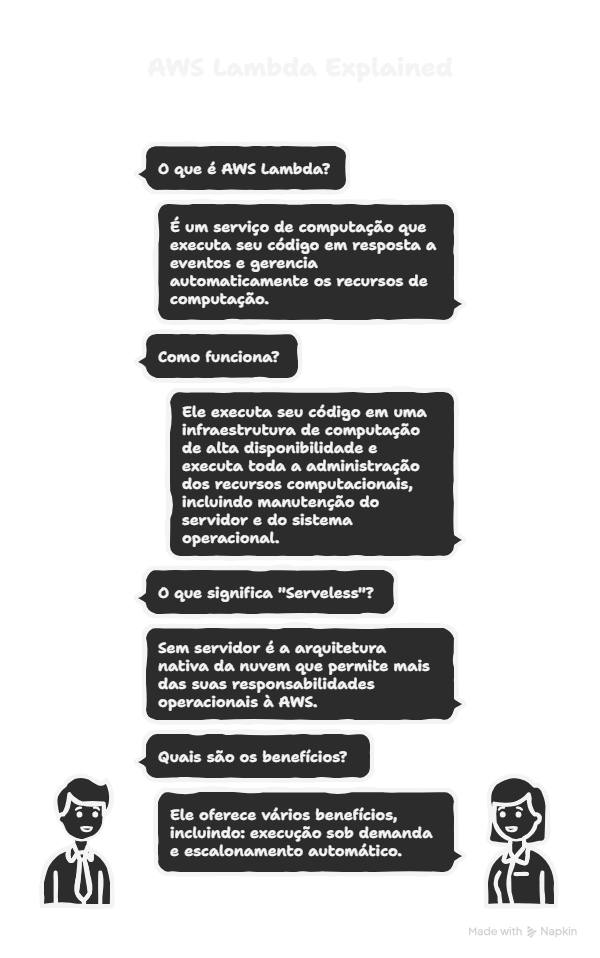 AWS Lambda Explained
O que é AWS Lambda?
É um serviço de computação que
executa seu código em resposta a
eventos e gerencia
automaticamente os recursos de
computação.
Como funciona?
Ele executa seu código em uma
infraestrutura de computação
de alta disponibilidade e
executa toda a administração
dos recursos computacionais,
incluindo manutenção do
servidor e do sistema
operacional.
O que significa "Serveless"?
Sem servidor é a arquitetura
nativa da nuvem que permite mais
das suas responsabilidades
operacionais à AWS.
Quais são os benefícios?
Ele oferece vários benefícios,
incluindo: execução sob demanda
e escalonamento automático.
Made with Napkin